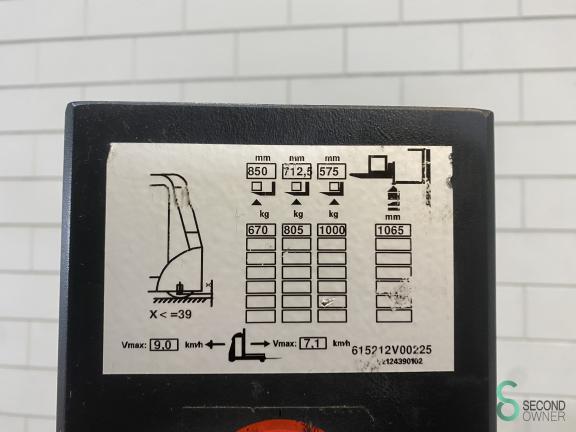 mm mm mm
850 712,5 575
kg kg kg mm
670 805 1000 1065
X < =39
Vmax: 9,0 km/h Vmax: 7,1 km/h
615212V00225
2124390102
SECOND
OWNER